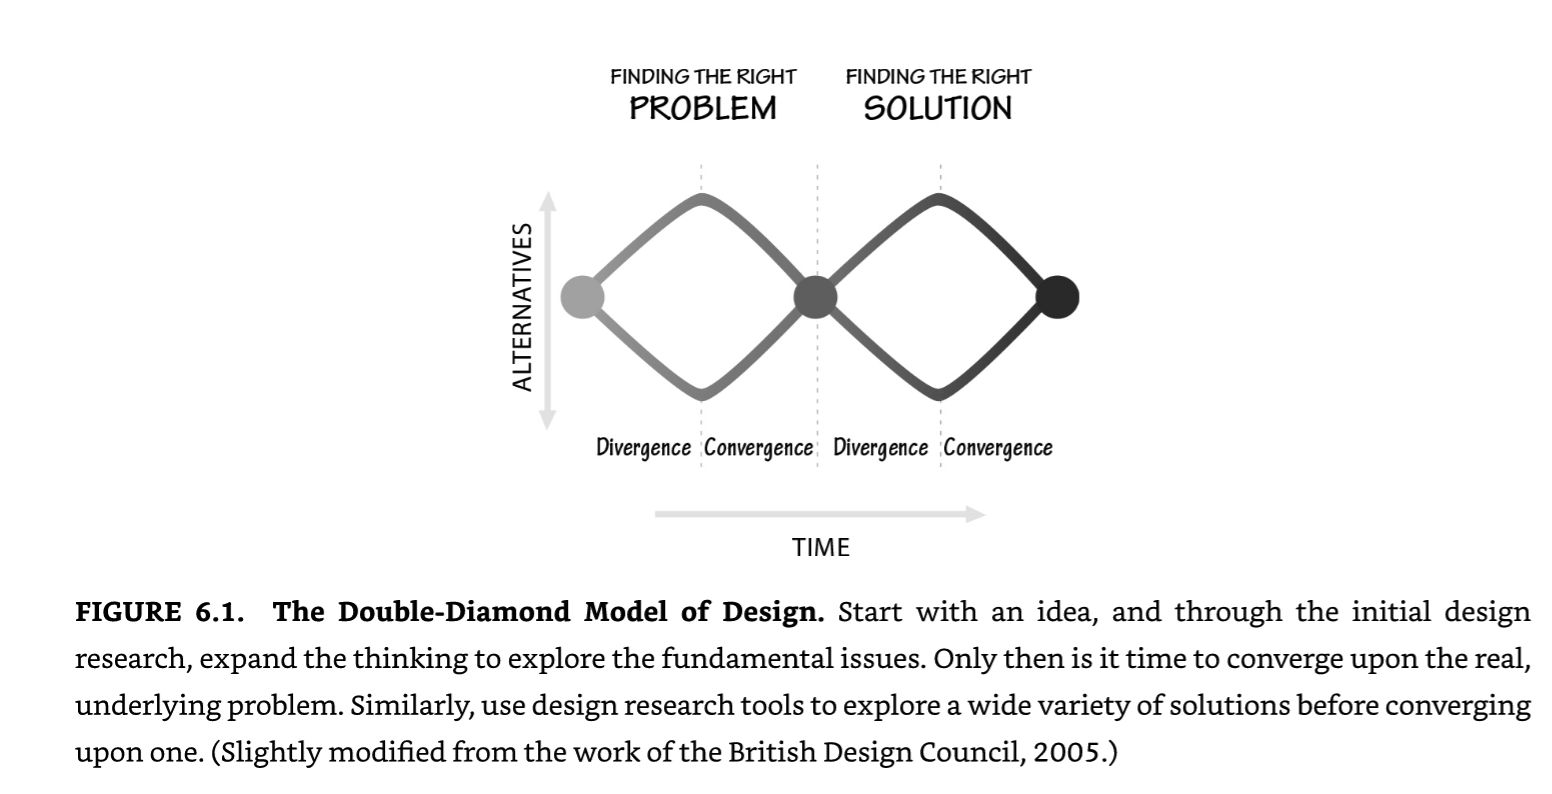 FINDING THE RIGHT
PROBLEM
FINDING THE RIGHT
SOLUTION
ALTERNATIVES
Divergence
Convergence
Divergence
Convergence
TIME
FIGURE 6.1. The Double-Diamond Model of Design. Start with an idea, and through the initial design
research, expand the thinking to explore the fundamental issues. Only then is it time to converge upon the real,
underlying problem. Similarly, use design research tools to explore a wide variety of solutions before converging
upon one. (Slightly modified from the work of the British Design Council, 2005.)